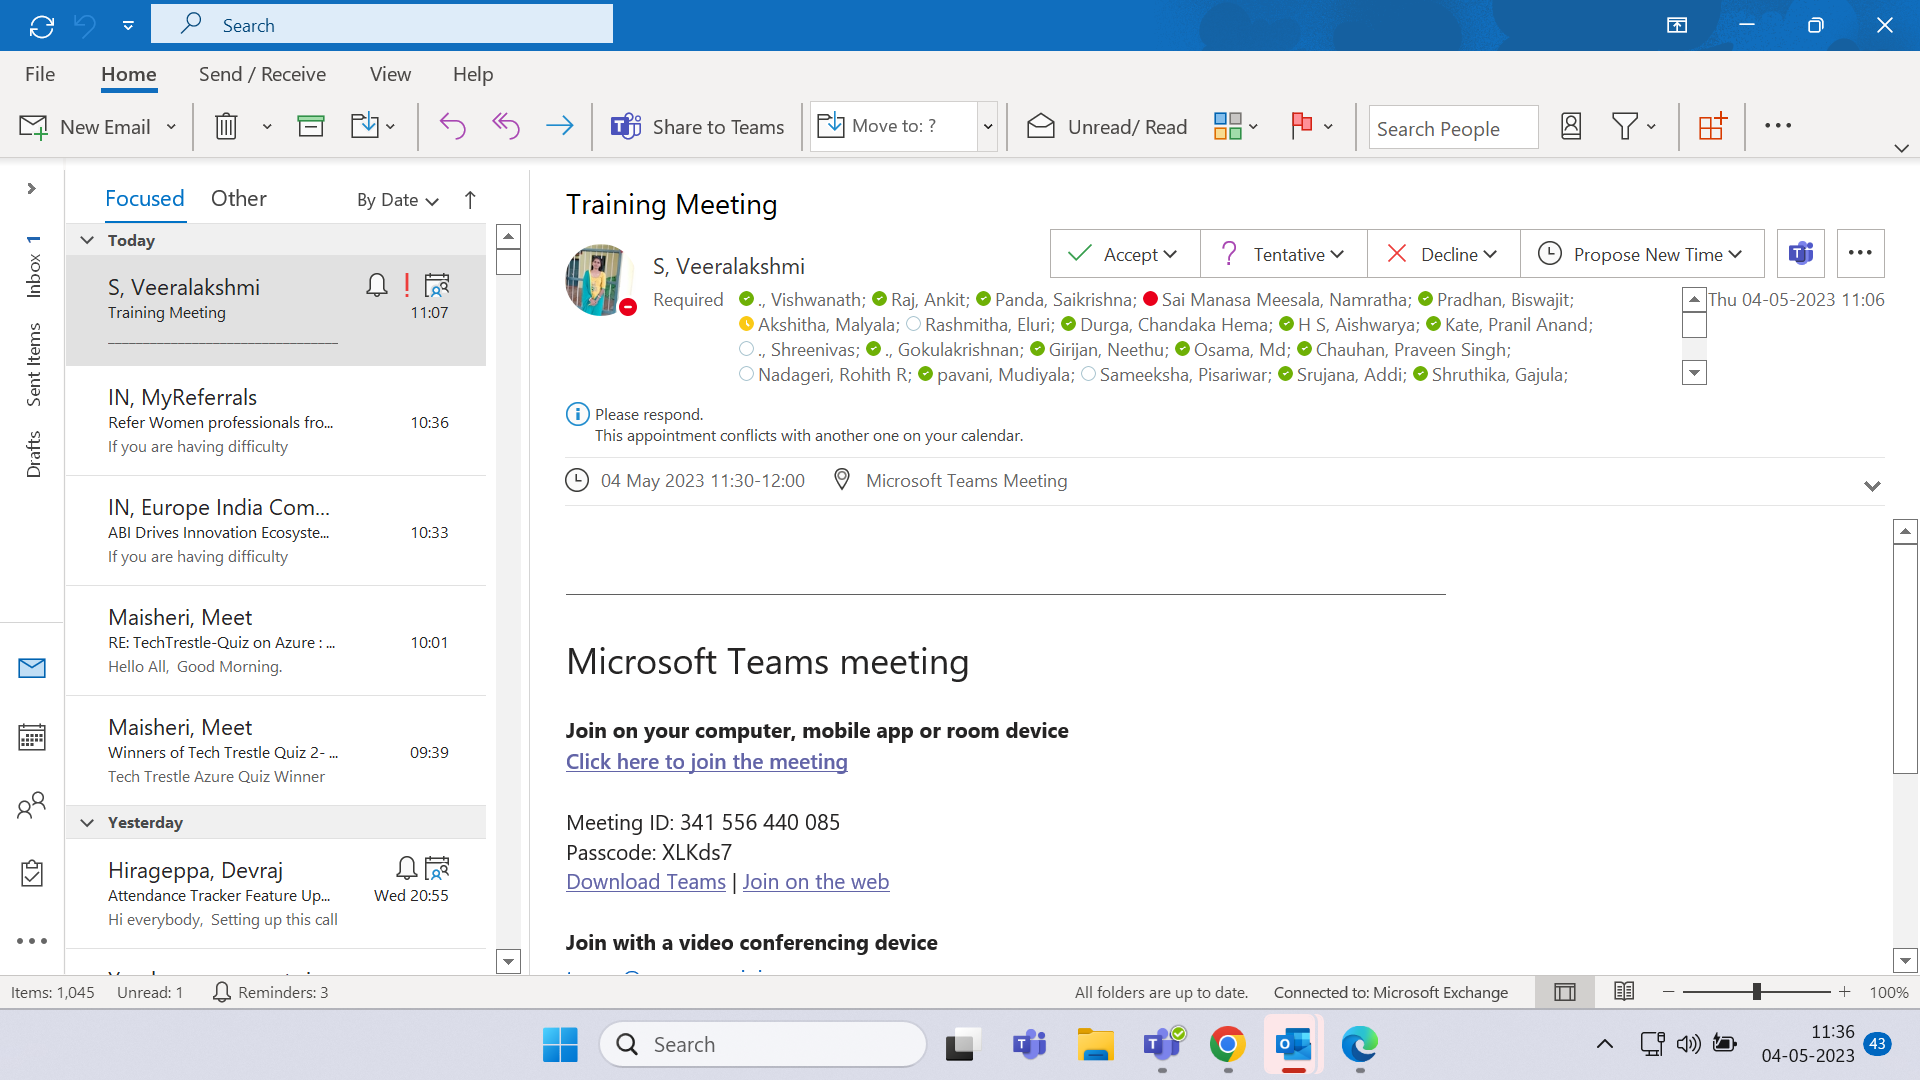 Search
File Home Send / Receive View Help
New Email Share to Teams Move to: ? Unread/ Read Search People
Inbox 1
Sent Items
Drafts
Focused Other By Date
Today
S, Veeralakshmi
Training Meeting 11:07
IN, MyReferrals
Refer Women professionals fro... 10:36
If you are having difficulty
IN, Europe India Com...
ABI Drives Innovation Ecosyste... 10:33
If you are having difficulty
Maisheri, Meet
RE: TechTrestle-Quiz on Azure : ... 10:01
Hello All, Good Morning.
Maisheri, Meet
Winners of Tech Trestle Quiz 2- ... 09:39
Tech Trestle Azure Quiz Winner
Yesterday
Hirageppa, Devraj
Attendance Tracker Feature Up... Wed 20:55
Hi everybody, Setting up this call
Training Meeting
S, Veeralakshmi
Accept Tentative Decline Propose New Time
Required ., Vishwanath; Raj, Ankit; Panda, Saikrishna; Sai Manasa Meesala, Namratha; Pradhan, Biswajit; Thu 04-05-2023 11:06
Akshitha, Malyala; Rashmitha, Eluri; Durga, Chandaka Hema; H S, Aishwarya; Kate, Pranil Anand;
., Shreenivas; ., Gokulakrishnan; Girijan, Neethu; Osama, Md; Chauhan, Praveen Singh;
Nadageri, Rohith R; pavani, Mudiyala; Sameeksha, Pisariwar; Srujana, Addi; Shruthika, Gajula;
Please respond.
This appointment conflicts with another one on your calendar.
04 May 2023 11:30-12:00 Microsoft Teams Meeting
Microsoft Teams meeting
Join on your computer, mobile app or room device
Click here to join the meeting
Meeting ID: 341 556 440 085
Passcode: XLKds7
Download Teams | Join on the web
Join with a video conferencing device
Items: 1,045 Unread: 1 Reminders: 3 All folders are up to date. Connected to: Microsoft Exchange 100%
Search
11:36
04-05-2023 43